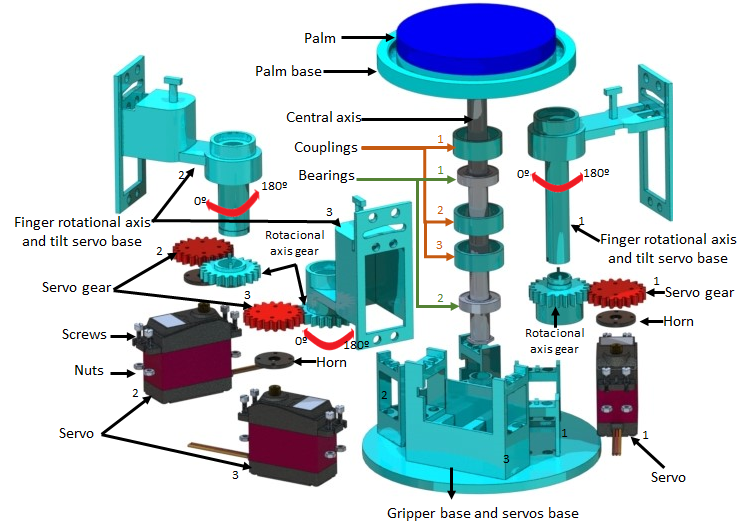 Palm
Palm base
Central axis
Couplings
1
Bearings
1
2
0º
180º
0º
180º
2
3
2
1
Finger rotational axis
and tilt servo base
3
Rotacional
axis gear
Finger rotational axis
and tilt servo base
2
Servo gear
3
2
1
Servo gear
Horn
Screws
0º
180º
Rotacional
axis gear
Nuts
Horn
2
2
Servo
3
3
1
1
Servo
Gripper base and servos base